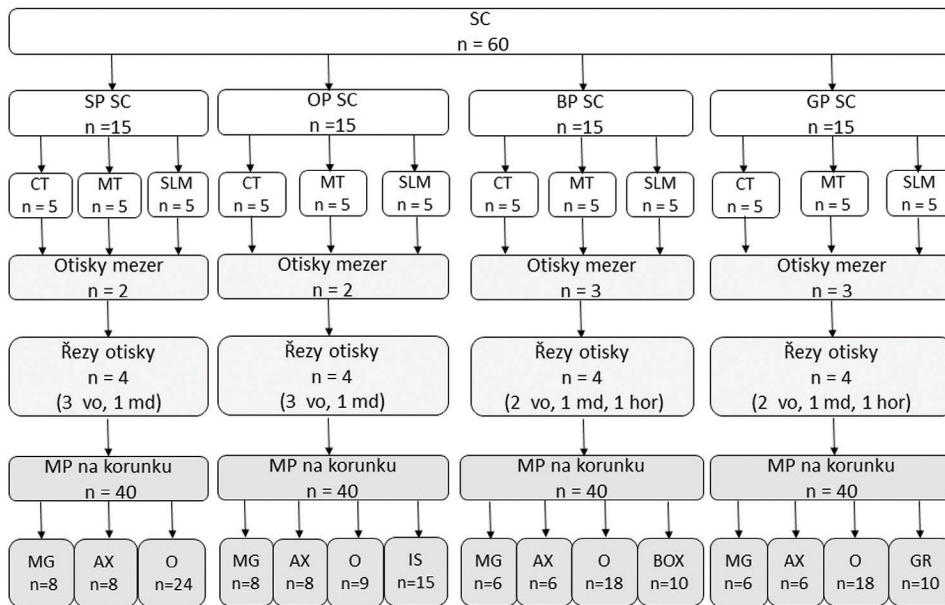 SC
n = 60
SP SC
n =15
OP SC
n =15
BP SC
n =15
GP SC
n =15
CT
n = 5
MT
n = 5
SLM
n = 5
CT
n = 5
MT
n = 5
SLM
n = 5
CT
n = 5
MT
n = 5
SLM
n = 5
CT
n = 5
MT
n = 5
SLM
n = 5
Otisky mezer
n = 2
Otisky mezer
n = 2
Otisky mezer
n = 3
Otisky mezer
n = 3
Řezy otisky
n = 4
(3 vo, 1 md)
Řezy otisky
n = 4
(3 vo, 1 md)
Řezy otisky
n = 4
(2 vo, 1 md, 1 hor)
Řezy otisky
n = 4
(2 vo, 1 md, 1 hor)
MP na korunku
n = 40
MP na korunku
n = 40
MP na korunku
n = 40
MP na korunku
n = 40
MG
n=8
AX
n=8
O
n=24
MG
n=8
AX
n=8
O
n=9
IS
n=15
MG
n=6
AX
n=6
O
n=18
BOX
n=10
MG
n=6
AX
n=6
O
n=18
GR
n=10